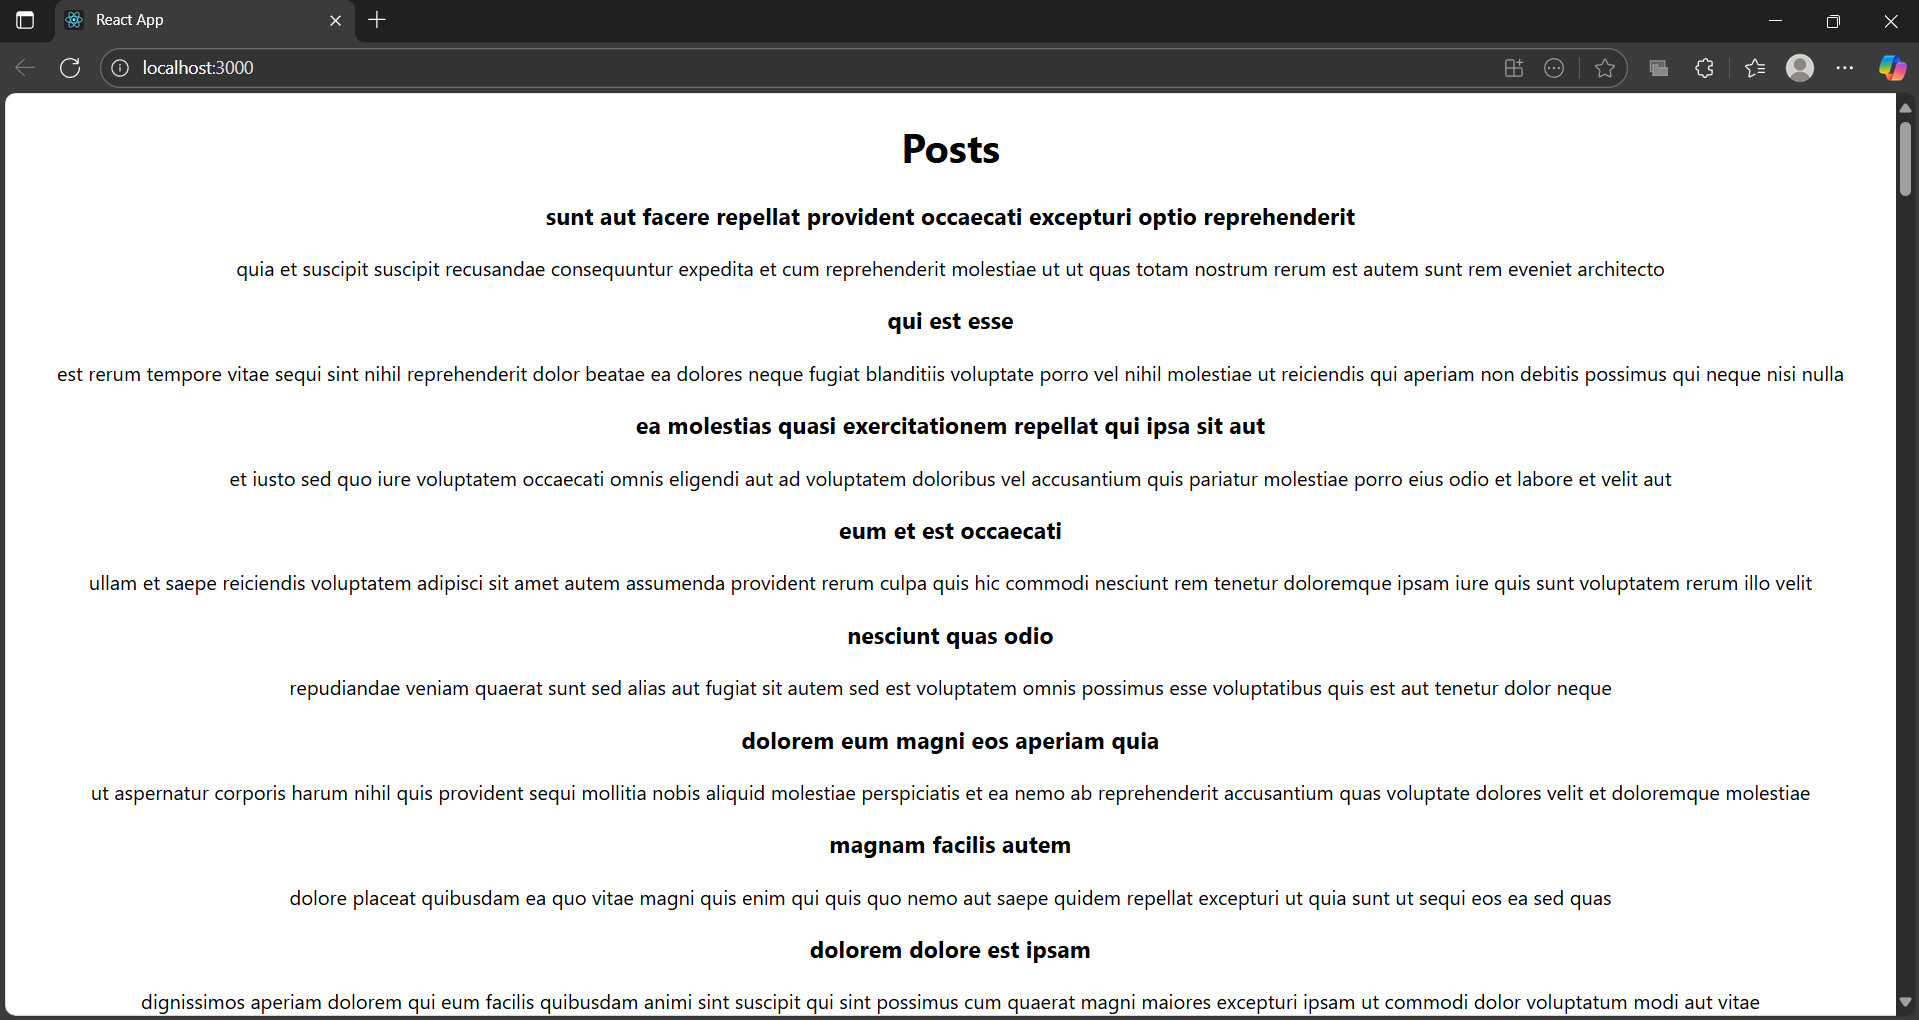 React App
localhost:3000
Posts
sunt aut facere repellat provident occaecati excepturi optio reprehenderit
quia et suscipit suscipit recusandae consequuntur expedita et cum reprehenderit molestiae ut ut quas totam nostrum rerum est autem sunt rem eveniet architecto
qui est esse
est rerum tempore vitae sequi sint nihil reprehenderit dolor beatae ea dolores neque fugiat blanditiis voluptate porro vel nihil molestiae ut reiciendis qui aperiam non debitis possimus qui neque nisi nulla
ea molestias quasi exercitationem repellat qui ipsa sit aut
et iusto sed quo iure voluptatem occaecati omnis eligendi aut ad voluptatem doloribus vel accusantium quis pariatur molestiae porro eius odio et labore et velit aut
eum et est occaecati
ullam et saepe reiciendis voluptatem adipisci sit amet autem assumenda provident rerum culpa quis hic commodi nesciunt rem tenetur doloremque ipsam iure quis sunt voluptatem rerum illo velit
nesciunt quas odio
repudiandae veniam quaerat sunt sed alias aut fugiat sit autem sed est voluptatem omnis possimus esse voluptatibus quis est aut tenetur dolor neque
dolorem eum magni eos aperiam quia
ut aspernatur corporis harum nihil quis provident sequi mollitia nobis aliquid molestiae perspiciatis et ea nemo ab reprehenderit accusantium quas voluptate dolores velit et doloremque molestiae
magnam facilis autem
dolore placeat quibusdam ea quo vitae magni quis enim qui quis quo nemo aut saepe quidem repellat excepturi ut quia sunt ut sequi eos ea sed quas
dolorem dolore est ipsam
dignissimos aperiam dolorem qui eum facilis quibusdam animi sint suscipit qui sint possimus cum quaerat magni maiores excepturi ipsam ut commodi dolor voluptatum modi aut vitae